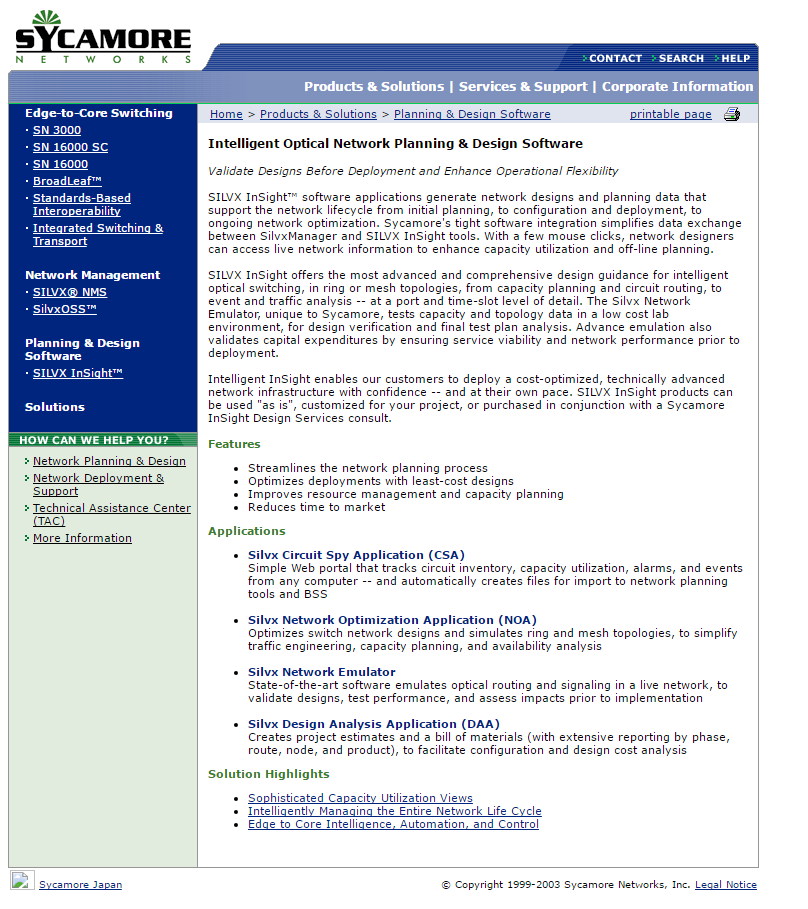 SYCAMORE
NETWORKS
CONTACT SEARCH HELP
Products & Solutions | Services & Support | Corporate Information
Edge-to-Core Switching
· SN 3000
· SN 16000 SC
· SN 16000
· BroadLeaf™
· Standards-Based
Interoperability
· Integrated Switching &
Transport
Network Management
· SILVX® NMS
· SilvxOSS™
Planning & Design
Software
· SILVX InSight™
Solutions
HOW CAN WE HELP YOU?
Network Planning & Design
Network Deployment &
Support
Technical Assistance Center
(TAC)
More Information
Home > Products & Solutions > Planning & Design Software
printable page
Intelligent Optical Network Planning & Design Software
Validate Designs Before Deployment and Enhance Operational Flexibility
SILVX InSight™ software applications generate network designs and planning data that
support the network lifecycle from initial planning, to configuration and deployment, to
ongoing network optimization. Sycamore's tight software integration simplifies data exchange
between SilvxManager and SILVX InSight tools. With a few mouse clicks, network designers
can access live network information to enhance capacity utilization and off-line planning.
SILVX InSight offers the most advanced and comprehensive design guidance for intelligent
optical switching, in ring or mesh topologies, from capacity planning and circuit routing, to
event and traffic analysis -- at a port and time-slot level of detail. The Silvx Network
Emulator, unique to Sycamore, tests capacity and topology data in a low cost lab
environment, for design verification and final test plan analysis. Advance emulation also
validates capital expenditures by ensuring service viability and network performance prior to
deployment.
Intelligent InSight enables our customers to deploy a cost-optimized, technically advanced
network infrastructure with confidence -- and at their own pace. SILVX InSight products can
be used "as is", customized for your project, or purchased in conjunction with a Sycamore
InSight Design Services consult.
Features
• Streamlines the network planning process
• Optimizes deployments with least-cost designs
• Improves resource management and capacity planning
• Reduces time to market
Applications
• Silvx Circuit Spy Application (CSA)
Simple Web portal that tracks circuit inventory, capacity utilization, alarms, and events
from any computer -- and automatically creates files for import to network planning
tools and BSS
• Silvx Network Optimization Application (NOA)
Optimizes switch network designs and simulates ring and mesh topologies, to simplify
traffic engineering, capacity planning, and availability analysis
• Silvx Network Emulator
State-of-the-art software emulates optical routing and signaling in a live network, to
validate designs, test performance, and assess impacts prior to implementation
• Silvx Design Analysis Application (DAA)
Creates project estimates and a bill of materials (with extensive reporting by phase,
route, node, and product), to facilitate configuration and design cost analysis
Solution Highlights
• Sophisticated Capacity Utilization Views
• Intelligently Managing the Entire Network Life Cycle
• Edge to Core Intelligence, Automation, and Control
Sycamore Japan
© Copyright 1999-2003 Sycamore Networks, Inc. Legal Notice